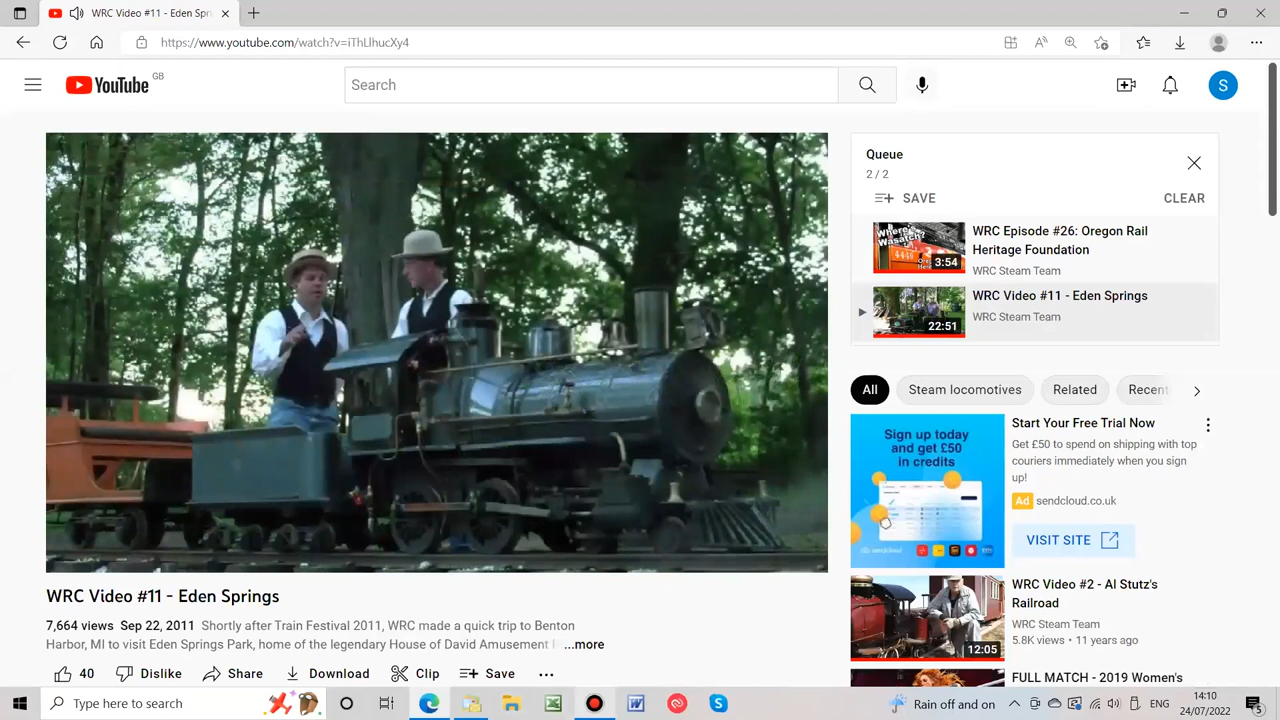 WRC Video #11 - Eden Spri
https://www.youtube.com/watch?v=iThLlhucXy4
YouTube GB
Search
S
Queue
2 / 2
SAVE
CLEAR
Where's Wasatch?
4449
3:54
WRC Episode #26: Oregon Rail
Heritage Foundation
WRC Steam Team
22:51
WRC Video #11 - Eden Springs
WRC Steam Team
All
Steam locomotives
Related
Recent
Sign up today
and get £50
in credits
sendcloud
Start Your Free Trial Now
Get £50 to spend on shipping with top
couriers immediately when you sign
up!
Ad sendcloud.co.uk
VISIT SITE
12:05
WRC Video #2 - Al Stutz's
Railroad
WRC Steam Team
5.8K views • 11 years ago
FULL MATCH - 2019 Women's
WRC Video #11 - Eden Springs
7,664 views Sep 22, 2011 Shortly after Train Festival 2011, WRC made a quick trip to Benton
Harbor, MI to visit Eden Springs Park, home of the legendary House of David Amusement ...more
40
Dislike
Share
Download
Clip
Save
Type here to search
Rain off and on
14:10
24/07/2022
5